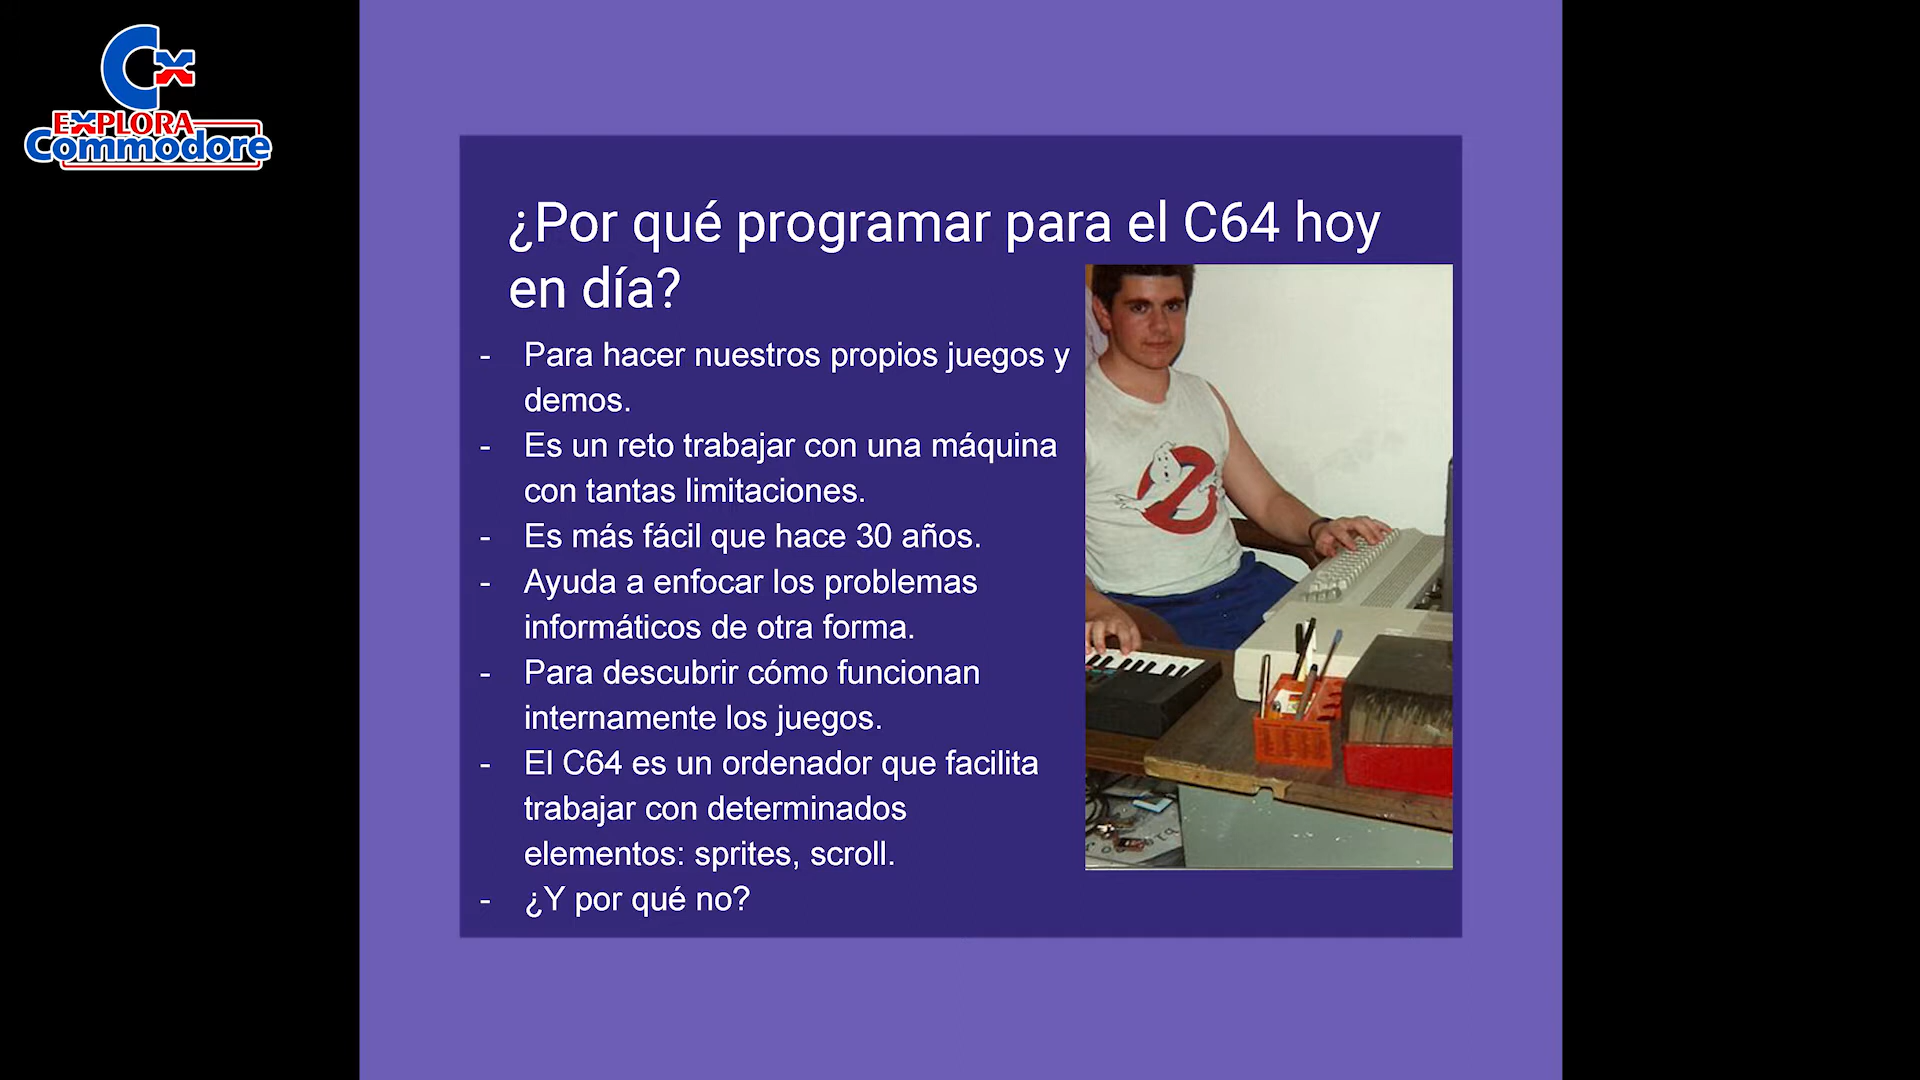 EXPLORA
Commodore
¿Por qué programar para el C64 hoy
en día?
- Para hacer nuestros propios juegos y
demos.
- Es un reto trabajar con una máquina
con tantas limitaciones.
- Es más fácil que hace 30 años.
- Ayuda a enfocar los problemas
informáticos de otra forma.
- Para descubrir cómo funcionan
internamente los juegos.
- El C64 es un ordenador que facilita
trabajar con determinados
elementos: sprites, scroll.
- ¿Y por qué no?